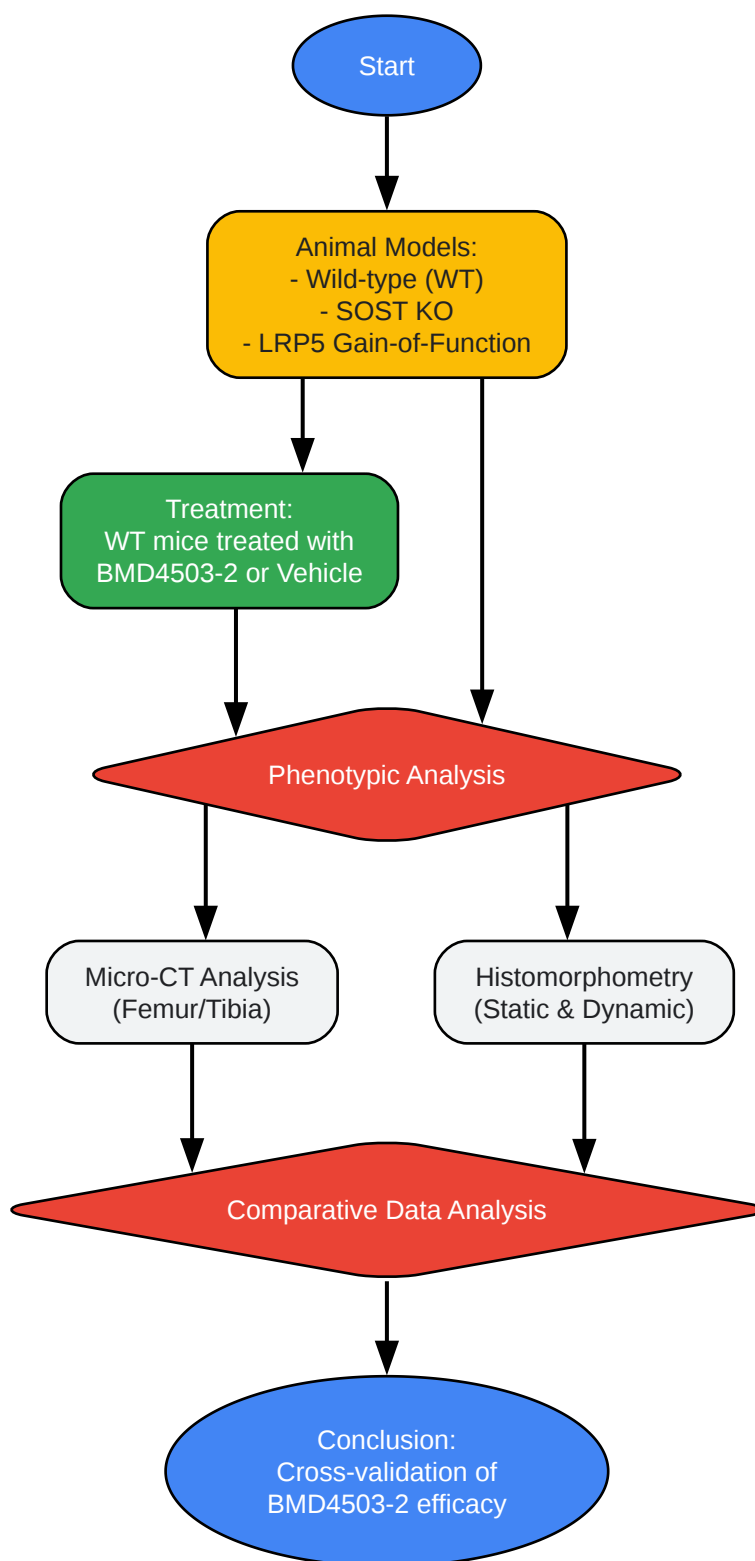 Start
Animal Models:
- Wild-type (WT)
- SOST KO
- LRP5 Gain-of-Function
Treatment:
WT mice treated with
BMD4503-2 or Vehicle
Phenotypic Analysis
Micro-CT Analysis
(Femur/Tibia)
Histomorphometry
(Static & Dynamic)
Comparative Data Analysis
Conclusion:
Cross-validation of
BMD4503-2 efficacy